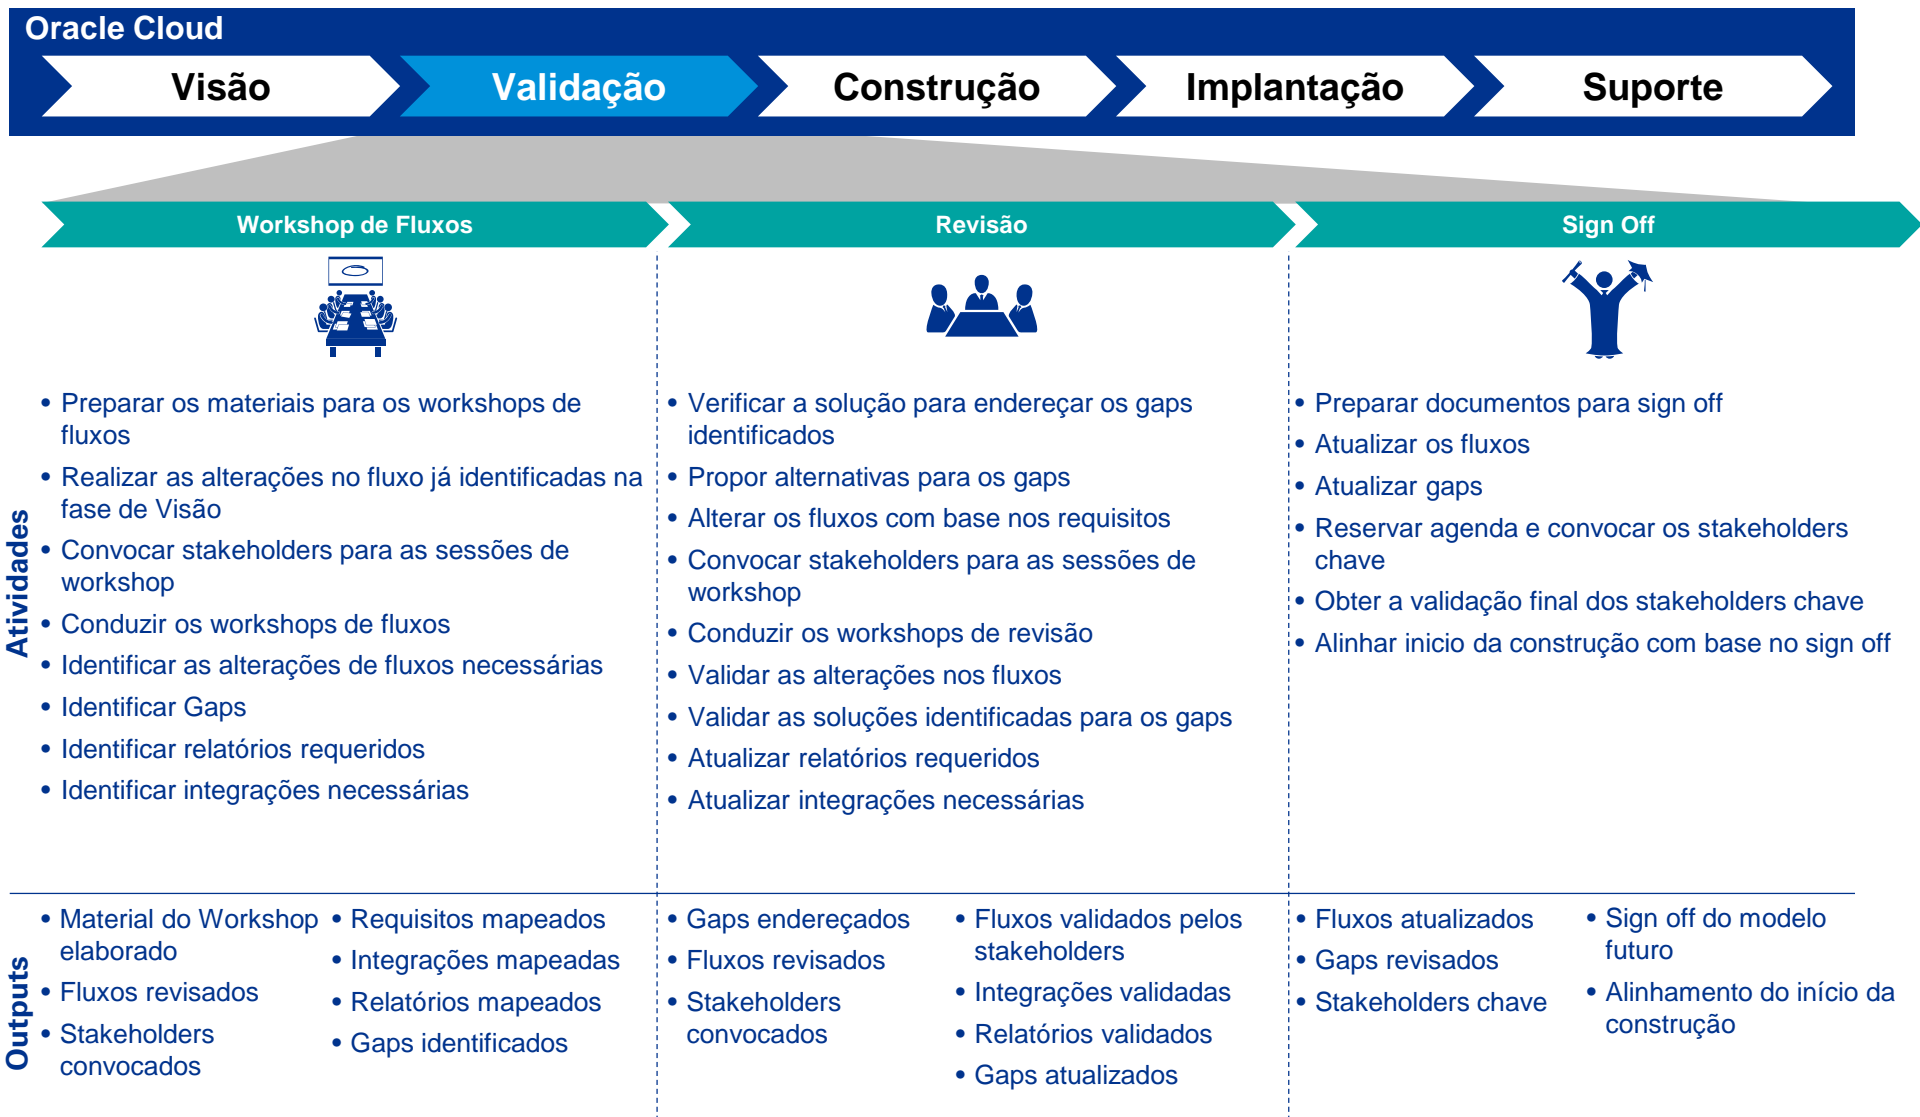 Oracle Cloud
Visão
Validação
Construção
Implantação
Suporte
Workshop de Fluxos
Revisão
Sign Off
Atividades
• Preparar os materiais para os workshops de
fluxos
• Realizar as alterações no fluxo já identificadas na
fase de Visão
• Convocar stakeholders para as sessões de
workshop
• Conduzir os workshops de fluxos
• Identificar as alterações de fluxos necessárias
• Identificar Gaps
• Identificar relatórios requeridos
• Identificar integrações necessárias
• Verificar a solução para endereçar os gaps
identificados
• Propor alternativas para os gaps
• Alterar os fluxos com base nos requisitos
• Convocar stakeholders para as sessões de
workshop
• Conduzir os workshops de revisão
• Validar as alterações nos fluxos
• Validar as soluções identificadas para os gaps
• Atualizar relatórios requeridos
• Atualizar integrações necessárias
• Preparar documentos para sign off
• Atualizar os fluxos
• Atualizar gaps
• Reservar agenda e convocar os stakeholders
chave
• Obter a validação final dos stakeholders chave
• Alinhar inicio da construção com base no sign off
Outputs
• Material do Workshop
elaborado
• Fluxos revisados
• Stakeholders
convocados
• Requisitos mapeados
• Integrações mapeadas
• Relatórios mapeados
• Gaps identificados
• Gaps endereçados
• Fluxos revisados
• Stakeholders
convocados
• Fluxos validados pelos
stakeholders
• Integrações validadas
• Relatórios validados
• Gaps atualizados
• Fluxos atualizados
• Gaps revisados
• Stakeholders chave
• Sign off do modelo
futuro
• Alinhamento do início da
construção